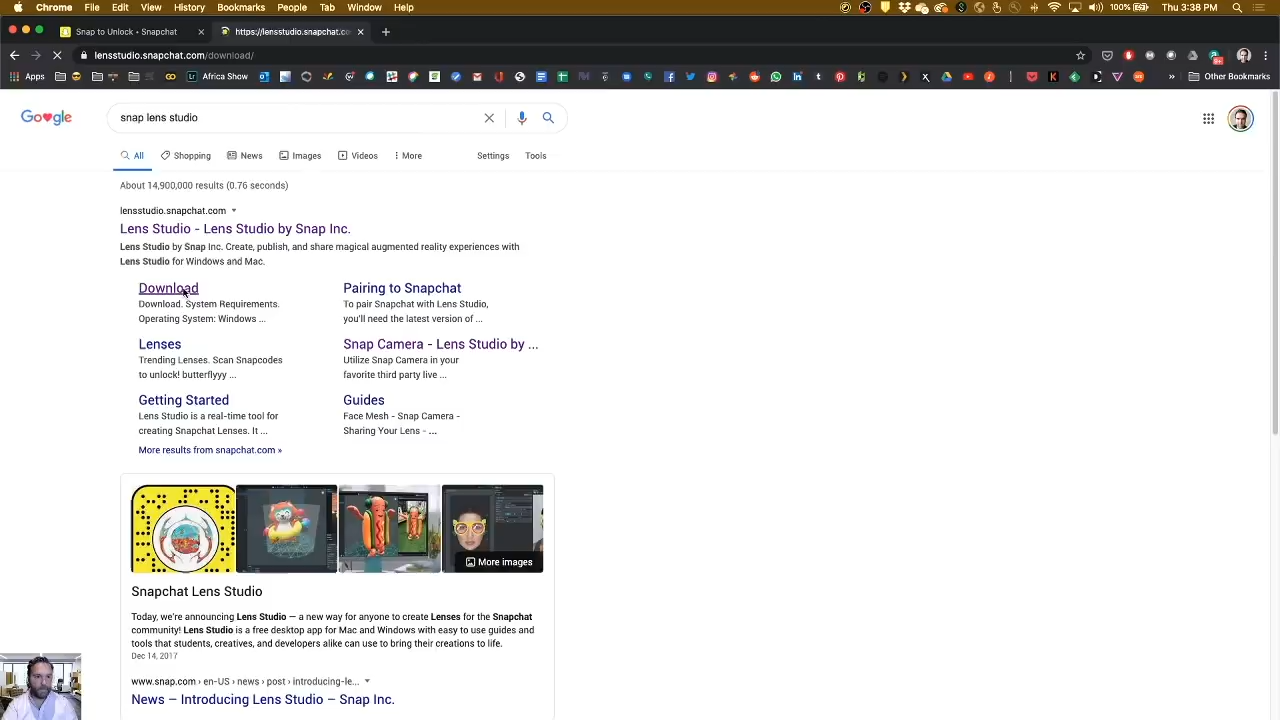 Chrome File Edit View History Bookmarks People Tab Window Help 100% Thu 3:38 PM
Snap to Unlock • Snapchat
https://lensstudio.snapchat.co
lensstudio.snapchat.com/download/
Apps Africa Show Other Bookmarks
Google
snap lens studio
All Shopping News Images Videos More Settings Tools
About 14,900,000 results (0.76 seconds)
lensstudio.snapchat.com
Lens Studio - Lens Studio by Snap Inc.
Lens Studio by Snap Inc. Create, publish, and share magical augmented reality experiences with
Lens Studio for Windows and Mac.
Download
Download. System Requirements.
Operating System: Windows ...
Pairing to Snapchat
To pair Snapchat with Lens Studio,
you'll need the latest version of ...
Lenses
Trending Lenses. Scan Snapcodes
to unlock! butterflyyy ...
Snap Camera - Lens Studio by ...
Utilize Snap Camera in your
favorite third party live ...
Getting Started
Lens Studio is a real-time tool for
creating Snapchat Lenses. It ...
Guides
Face Mesh - Snap Camera -
Sharing Your Lens - ...
More results from snapchat.com »
More images
Snapchat Lens Studio
Today, we're announcing Lens Studio — a new way for anyone to create Lenses for the Snapchat
community! Lens Studio is a free desktop app for Mac and Windows with easy to use guides and
tools that students, creatives, and developers alike can use to bring their creations to life.
Dec 14, 2017
www.snap.com › en-US › news › post › introducing-le...
News – Introducing Lens Studio – Snap Inc.